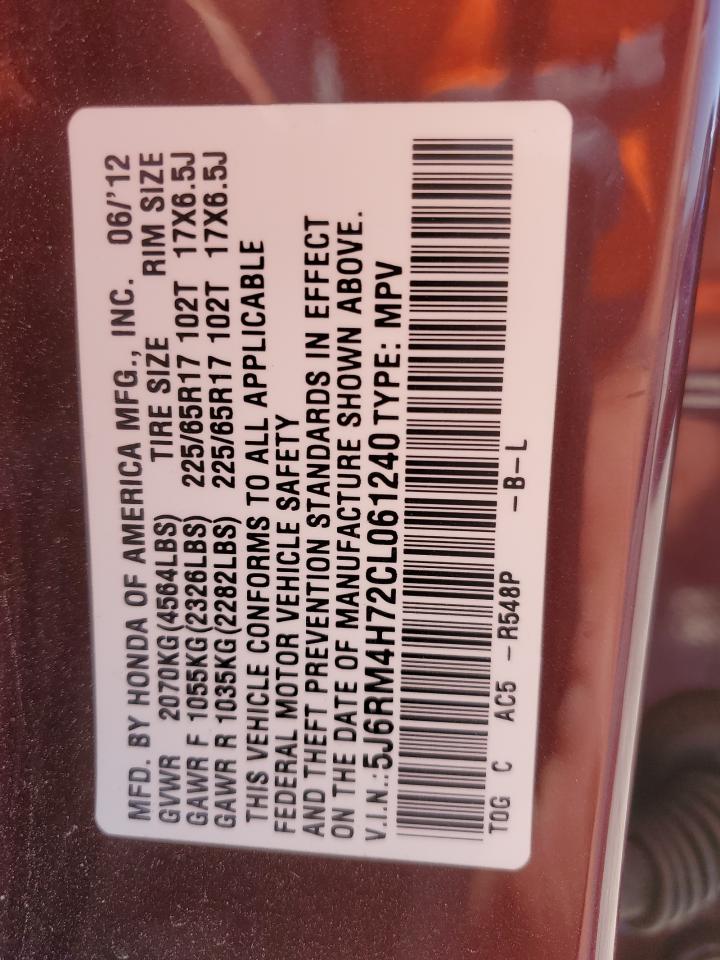 MFD. BY HONDA OF AMERICA MFG., INC. 06/'12
GVWR 2070KG(4564LBS) TIRE SIZE RIM SIZE
GAWR F 1055KG(2326LBS) 225/65R17 102T 17X6.5J
GAWR R 1035KG(2282LBS) 225/65R17 102T 17X6.5J
THIS VEHICLE CONFORMS TO ALL APPLICABLE
FEDERAL MOTOR VEHICLE SAFETY
AND THEFT PREVENTION STANDARDS IN EFFECT
ON THE DATE OF MANUFACTURE SHOWN ABOVE.
V.I.N.:5J6RM4H72CL061240 TYPE: MPV
TOG C AC5 -R548P -B-L